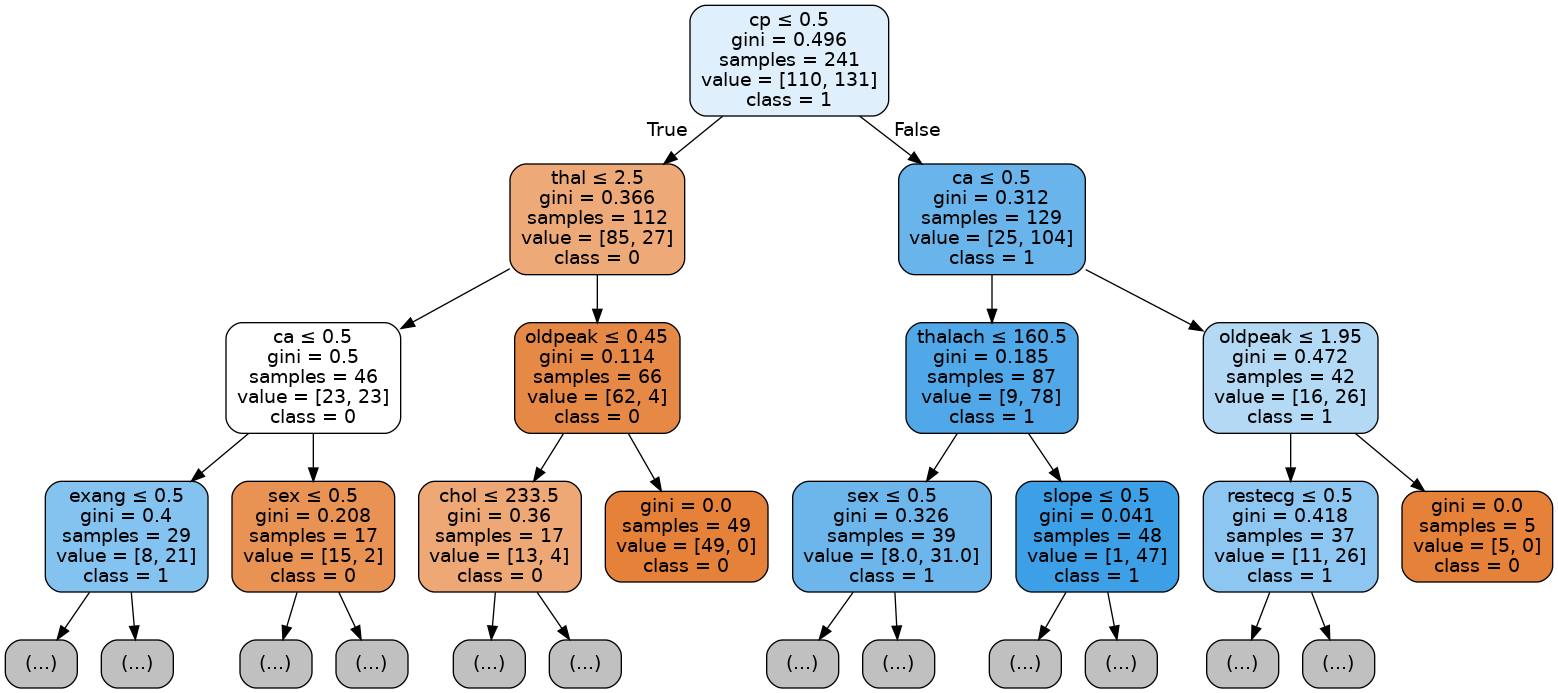 cp ≤ 0.5
gini = 0.496
samples = 241
value = [110, 131]
class = 1
True
False
thal ≤ 2.5
gini = 0.366
samples = 112
value = [85, 27]
class = 0
ca ≤ 0.5
gini = 0.312
samples = 129
value = [25, 104]
class = 1
ca ≤ 0.5
gini = 0.5
samples = 46
value = [23, 23]
class = 0
oldpeak ≤ 0.45
gini = 0.114
samples = 66
value = [62, 4]
class = 0
thalach ≤ 160.5
gini = 0.185
samples = 87
value = [9, 78]
class = 1
oldpeak ≤ 1.95
gini = 0.472
samples = 42
value = [16, 26]
class = 1
exang ≤ 0.5
gini = 0.4
samples = 29
value = [8, 21]
class = 1
sex ≤ 0.5
gini = 0.208
samples = 17
value = [15, 2]
class = 0
chol ≤ 233.5
gini = 0.36
samples = 17
value = [13, 4]
class = 0
gini = 0.0
samples = 49
value = [49, 0]
class = 0
sex ≤ 0.5
gini = 0.326
samples = 39
value = [8.0, 31.0]
class = 1
slope ≤ 0.5
gini = 0.041
samples = 48
value = [1, 47]
class = 1
restecg ≤ 0.5
gini = 0.418
samples = 37
value = [11, 26]
class = 1
gini = 0.0
samples = 5
value = [5, 0]
class = 0
(...)
(...)
(...)
(...)
(...)
(...)
(...)
(...)
(...)
(...)
(...)
(...)